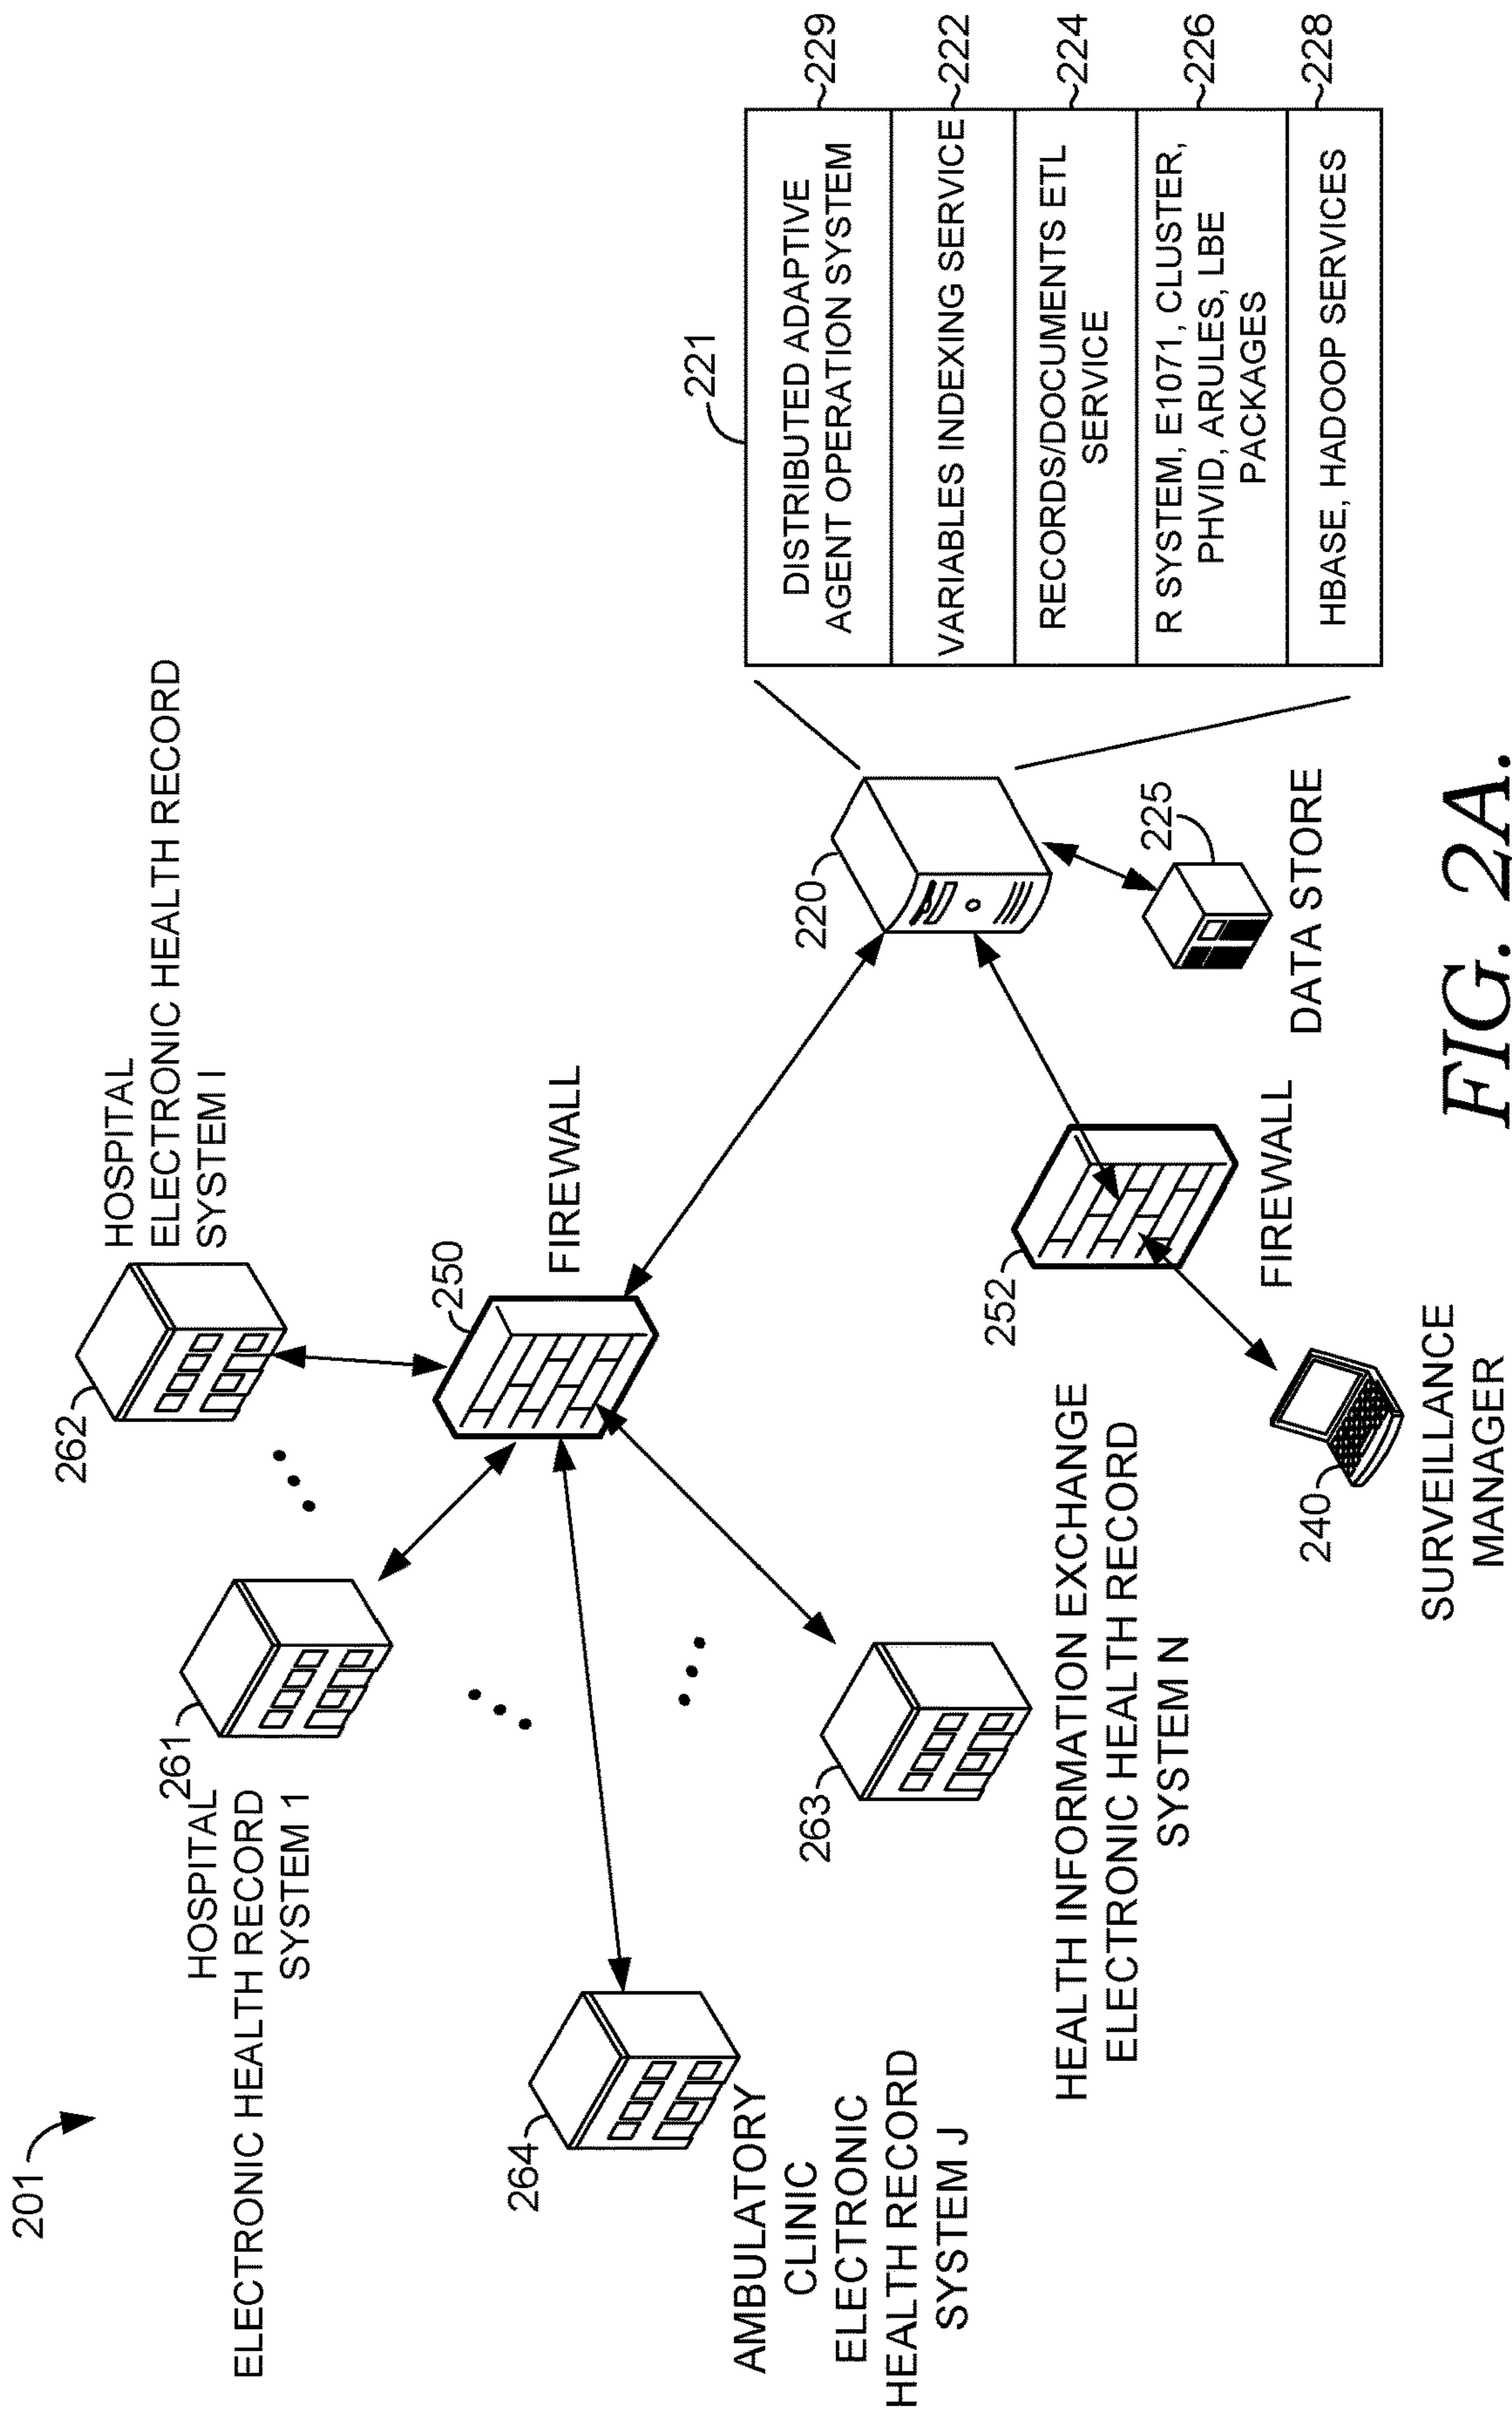 201
HOSPITAL
ELECTRONIC HEALTH RECORD
SYSTEM I
262
HOSPITAL
ELECTRONIC HEALTH RECORD
SYSTEM 1
261
250
FIREWALL
264
AMBULATORY
CLINIC
ELECTRONIC
HEALTH RECORD
SYSTEM J
263
HEALTH INFORMATION EXCHANGE
ELECTRONIC HEALTH RECORD
SYSTEM N
220
221
DISTRIBUTED ADAPTIVE
AGENT OPERATION SYSTEM
229
VARIABLES INDEXING SERVICE
222
RECORDS/DOCUMENTS ETL
SERVICE
224
R SYSTEM, E1071, CLUSTER,
PHVID, ARULES, LBE
PACKAGES
226
HBASE, HADOOP SERVICES
228
225
DATA STORE
252
FIREWALL
240
SURVEILLANCE
MANAGER
FIG. 2A.